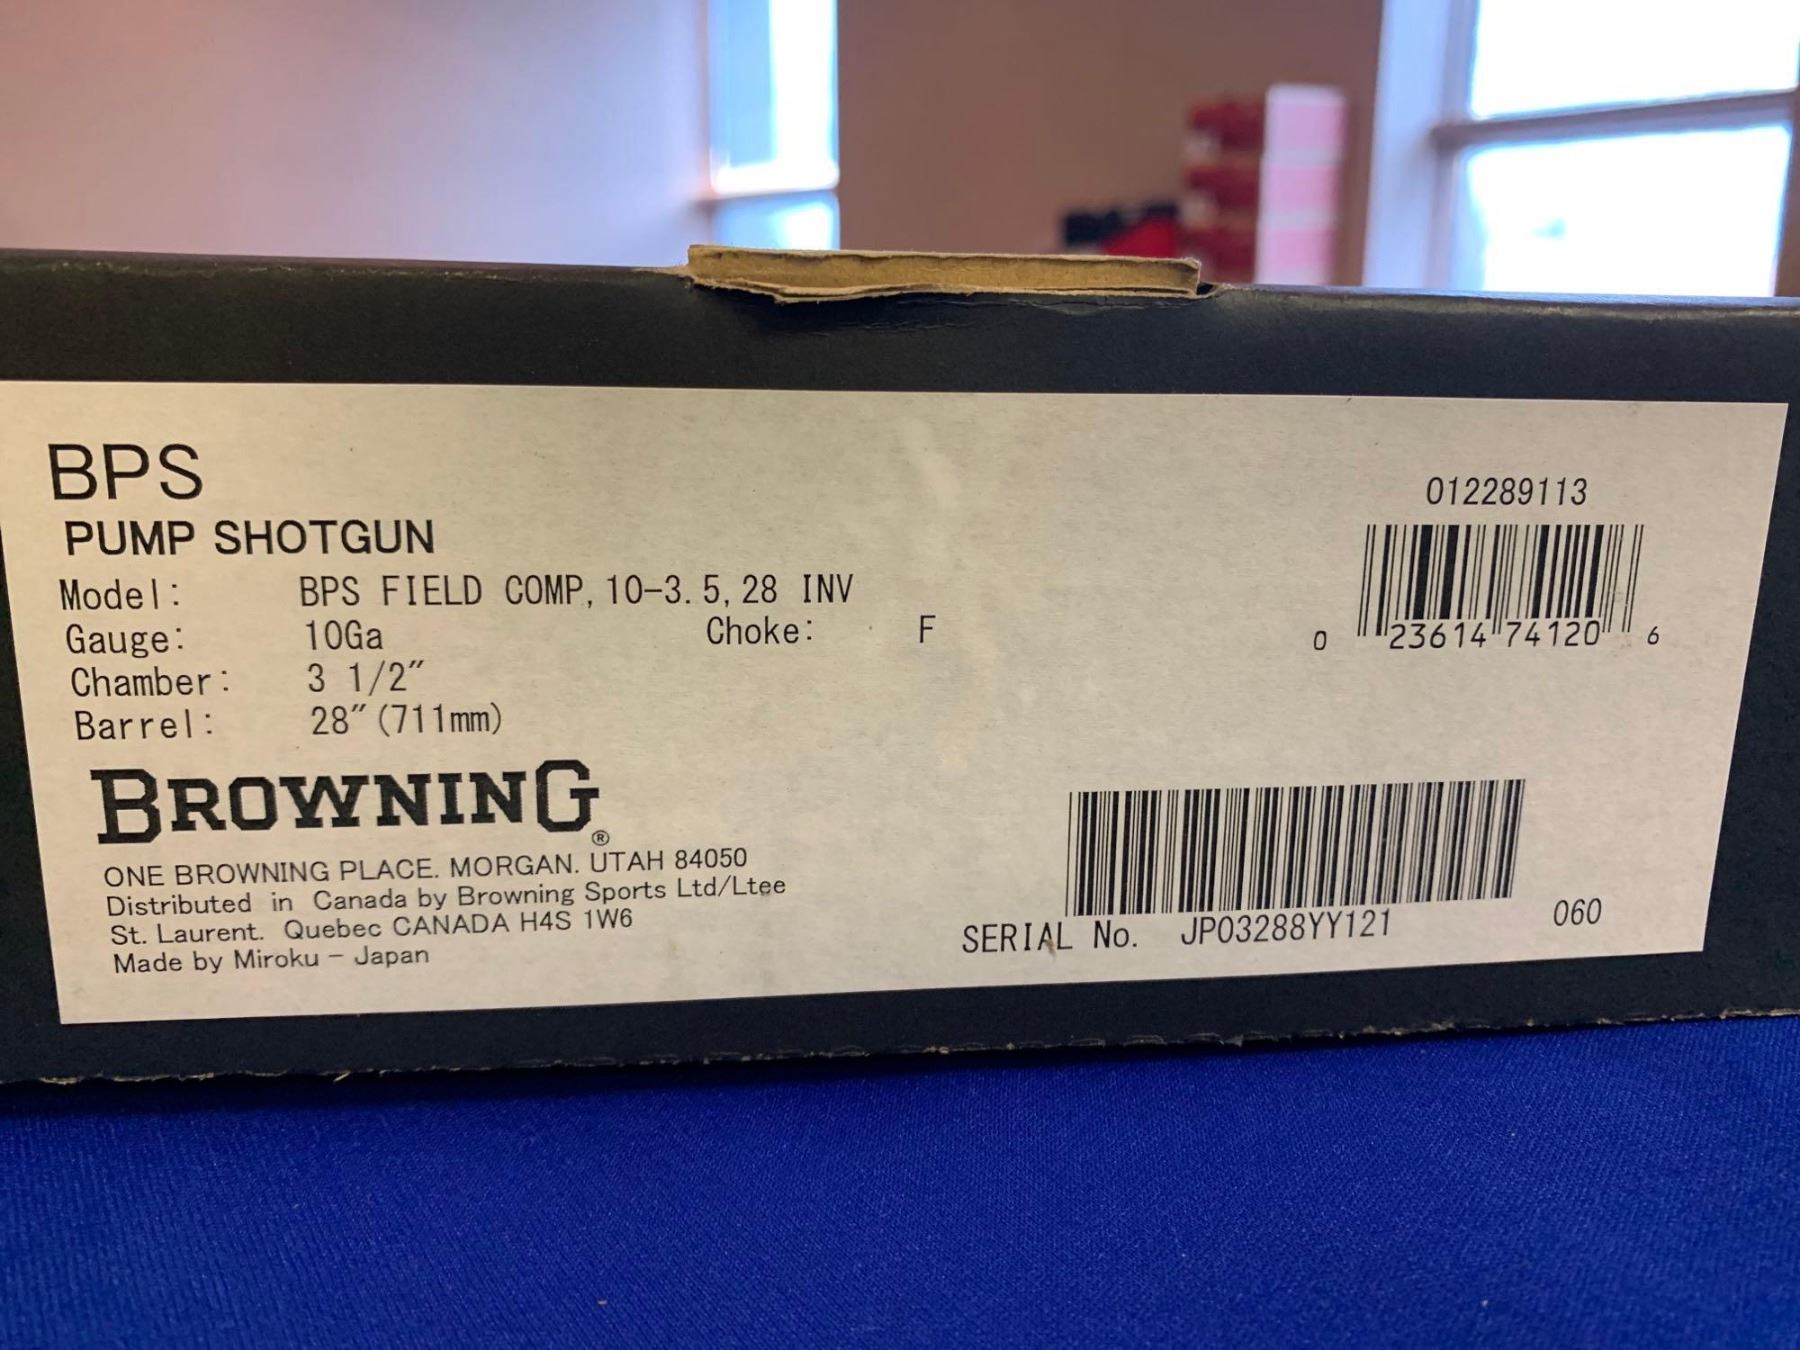 BPS
PUMP SHOTGUN
Model: BPS FIELD COMP, 10-3.5, 28 INV
Gauge: 10Ga Choke: F
Chamber: 3 1/2"
Barrel: 28"(711mm)
BROWNING®
ONE BROWNING PLACE. MORGAN. UTAH 84050
Distributed in Canada by Browning Sports Ltd/Ltee
St. Laurent. Quebec CANADA H4S 1W6
Made by Miroku - Japan
012289113
0 23614 74120 6
SERIAL No. JP03288YY121
060